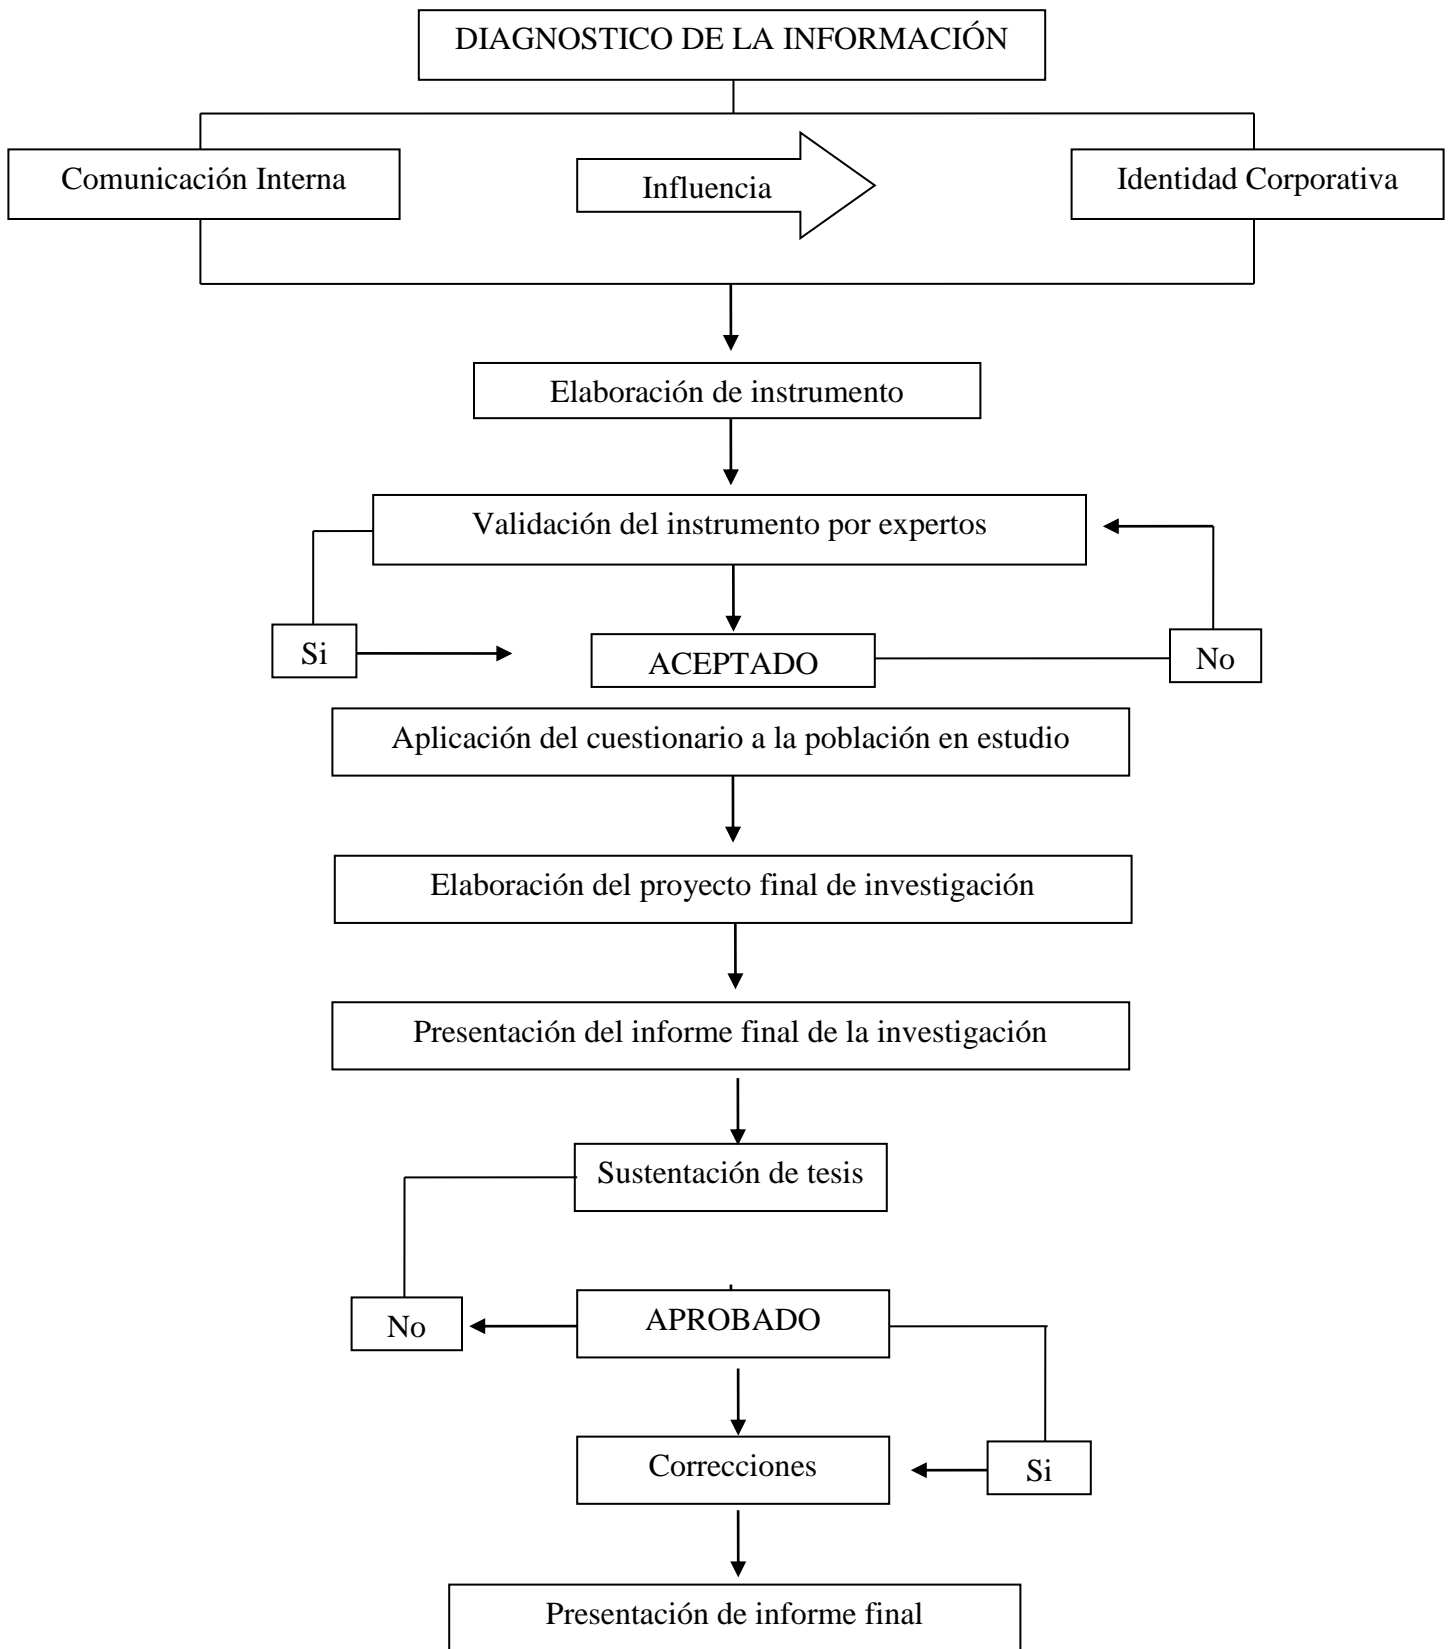 DIAGNOSTICO DE LA INFORMACIÓN
Comunicación Interna
Influencia
Identidad Corporativa
Elaboración de instrumento
Validación del instrumento por expertos
Si
ACEPTADO
No
Aplicación del cuestionario a la población en estudio
Elaboración del proyecto final de investigación
Presentación del informe final de la investigación
Sustentación de tesis
No
APROBADO
Correcciones
Si
Presentación de informe final